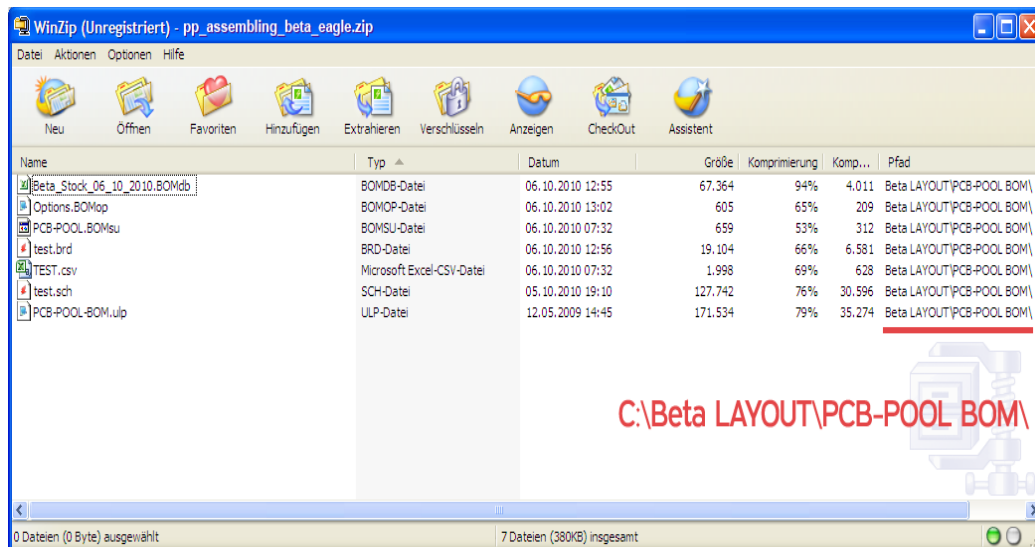 WinZip (Unregistriert) - pp_assembling_beta_eagle.zip
Datei Aktionen Optionen Hilfe
Neu Öffnen Favoriten Hinzufügen Extrahieren Verschlüsseln Anzeigen CheckOut Assistent
Name Typ Datum Größe Komprimierung Komp... Pfad
Beta_Stock_06_10_2010.BOMdb BOMDB-Datei 06.10.2010 12:55 67.364 94% 4.011 Beta LAYOUT\PCB-POOL BOM\
Options.BOMop BOMOP-Datei 06.10.2010 13:02 605 65% 209 Beta LAYOUT\PCB-POOL BOM\
PCB-POOL.BOMsu BOMSU-Datei 06.10.2010 07:32 659 53% 312 Beta LAYOUT\PCB-POOL BOM\
test.brd BRD-Datei 06.10.2010 12:56 19.104 66% 6.581 Beta LAYOUT\PCB-POOL BOM\
TEST.csv Microsoft Excel-CSV-Datei 06.10.2010 07:32 1.998 69% 628 Beta LAYOUT\PCB-POOL BOM\
test.sch SCH-Datei 05.10.2010 19:10 127.742 76% 30.596 Beta LAYOUT\PCB-POOL BOM\
PCB-POOL-BOM.ulp ULP-Datei 12.05.2009 14:45 171.534 79% 35.274 Beta LAYOUT\PCB-POOL BOM\
C:\Beta LAYOUT\PCB-POOL BOM\
0 Dateien (0 Byte) ausgewählt 7 Dateien (380KB) insgesamt